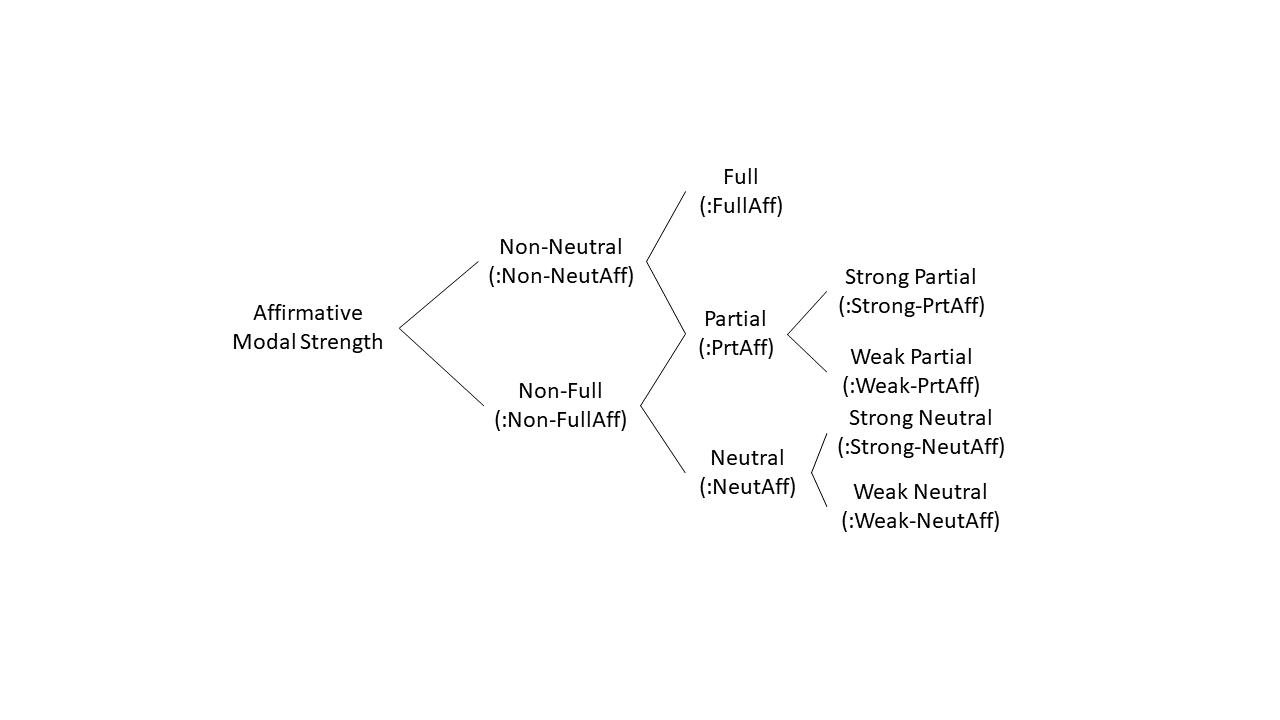 Affirmative
Modal Strength
Non-Neutral
(:Non-NeutAff)
Non-Full
(:Non-FullAff)
Full
(:FullAff)
Partial
(:PrtAff)
Neutral
(:NeutAff)
Strong Partial
(:Strong-PrtAff)
Weak Partial
(:Weak-PrtAff)
Strong Neutral
(:Strong-NeutAff)
Weak Neutral
(:Weak-NeutAff)